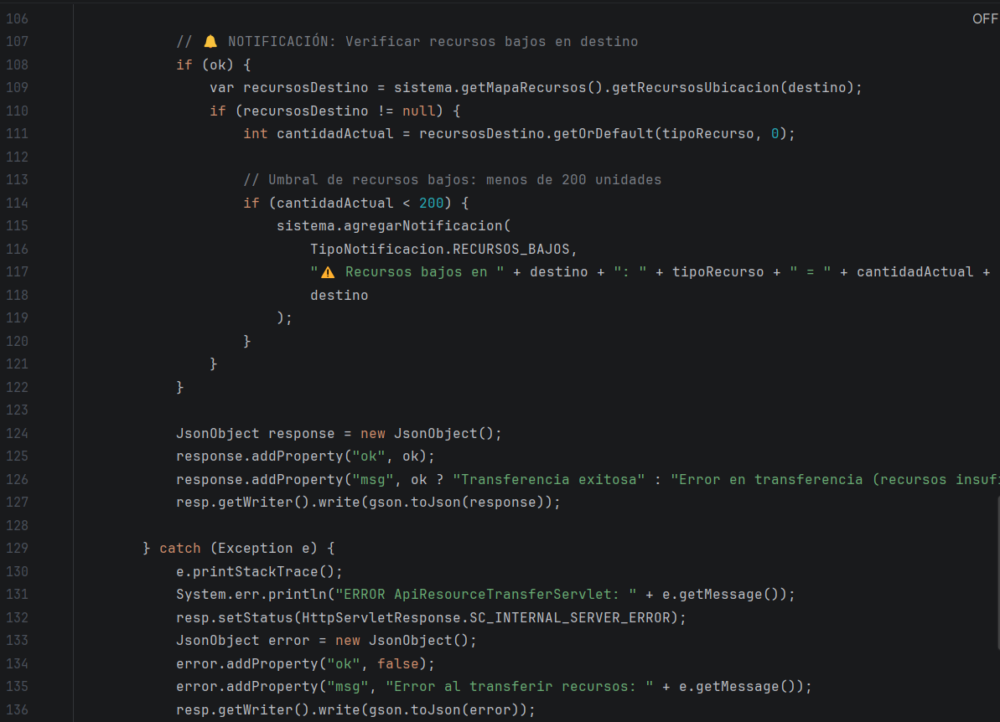 106
OFF
107 // 🔔 NOTIFICACIÓN: Verificar recursos bajos en destino
108 if (ok) {
109 var recursosDestino = sistema.getMapaRecursos().getRecursosUbicacion(destino);
110 if (recursosDestino != null) {
111 int cantidadActual = recursosDestino.getOrDefault(tipoRecurso, 0);
112
113 // Umbral de recursos bajos: menos de 200 unidades
114 if (cantidadActual < 200) {
115 sistema.agregarNotificacion(
116 TipoNotificacion.RECURSOS_BAJOS,
117 "⚠️ Recursos bajos en " + destino + ": " + tipoRecurso + " = " + cantidadActual +
118 destino
119 );
120 }
121 }
122 }
123
124 JsonObject response = new JsonObject();
125 response.addProperty("ok", ok);
126 response.addProperty("msg", ok ? "Transferencia exitosa" : "Error en transferencia (recursos insufi
127 resp.getWriter().write(gson.toJson(response));
128
129 } catch (Exception e) {
130 e.printStackTrace();
131 System.err.println("ERROR ApiResourceTransferServlet: " + e.getMessage());
132 resp.setStatus(HttpServletResponse.SC_INTERNAL_SERVER_ERROR);
133 JsonObject error = new JsonObject();
134 error.addProperty("ok", false);
135 error.addProperty("msg", "Error al transferir recursos: " + e.getMessage());
136 resp.getWriter().write(gson.toJson(error));